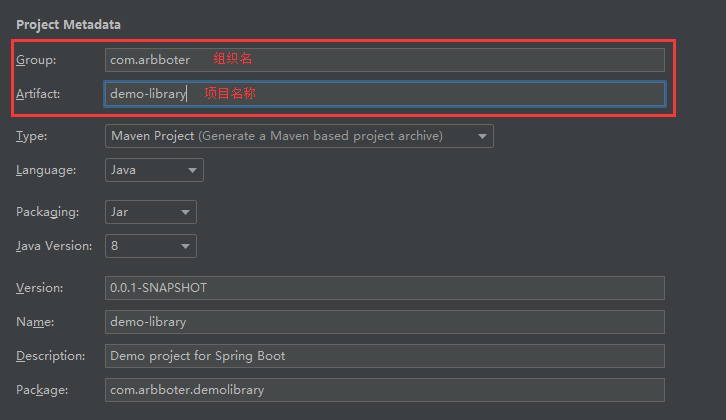 Project Metadata
Group: com.arbboter 组织名
Artifact: demo-library 项目名称
Type: Maven Project (Generate a Maven based project archive)
Language: Java
Packaging: Jar
Java Version: 8
Version: 0.0.1-SNAPSHOT
Name: demo-library
Description: Demo project for Spring Boot
Package: com.arbboter.demolibrary